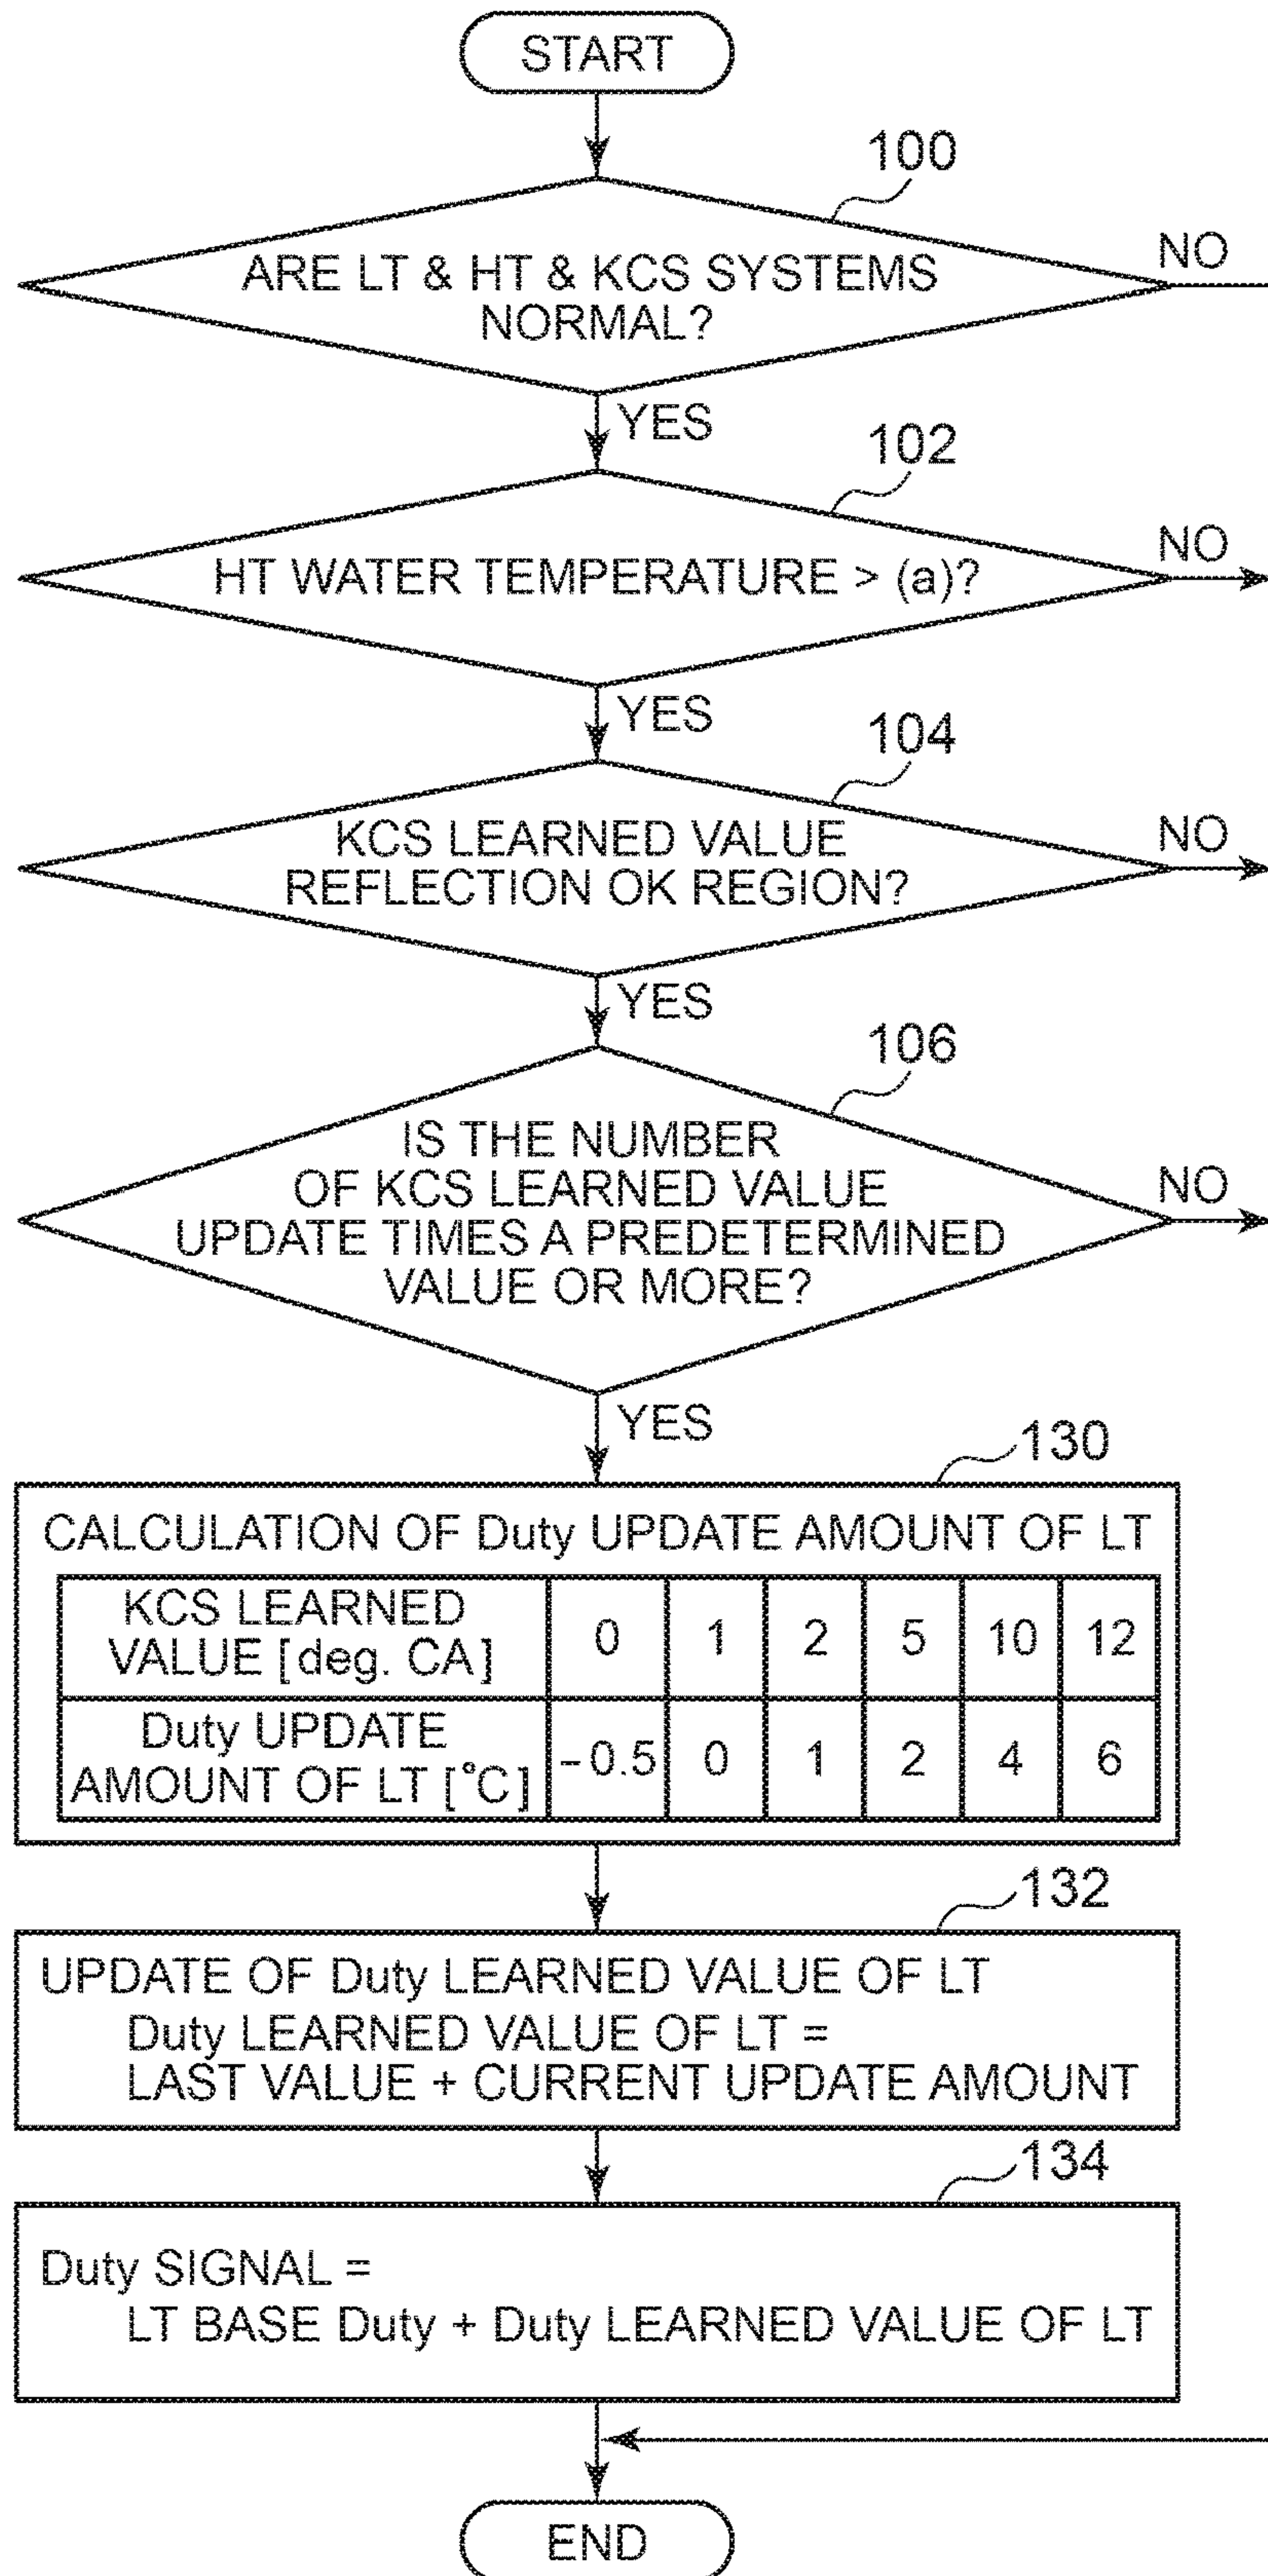 START
100
ARE LT & HT & KCS SYSTEMS
NORMAL?
NO
YES
102
HT WATER TEMPERATURE > (a)?
NO
YES
104
KCS LEARNED VALUE
REFLECTION OK REGION?
NO
YES
106
IS THE NUMBER
OF KCS LEARNED VALUE
UPDATE TIMES A PREDETERMINED
VALUE OR MORE?
NO
YES
130
CALCULATION OF Duty UPDATE AMOUNT OF LT
KCS LEARNED
VALUE [deg. CA]
0 1 2 5 10 12
Duty UPDATE
AMOUNT OF LT [°C]
-0.5 0 1 2 4 6
132
UPDATE OF Duty LEARNED VALUE OF LT
Duty LEARNED VALUE OF LT =
LAST VALUE + CURRENT UPDATE AMOUNT
134
Duty SIGNAL =
LT BASE Duty + Duty LEARNED VALUE OF LT
END